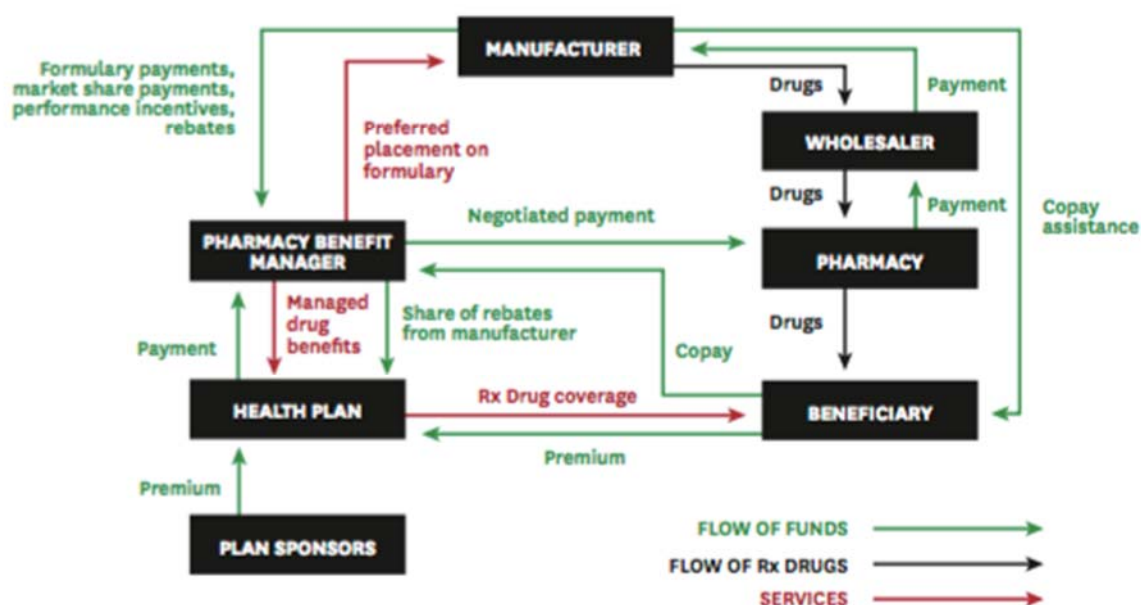 MANUFACTURER
Formulary payments,
market share payments,
performance incentives,
rebates
Preferred
placement on
formulary
Drugs
Payment
WHOLESALER
Drugs
Payment
Copay
assistance
Negotiated payment
PHARMACY BENEFIT
MANAGER
PHARMACY
Payment
Managed
drug
benefits
Share of rebates
from manufacturer
Copay
Drugs
HEALTH PLAN
Rx Drug coverage
BENEFICIARY
Premium
Premium
PLAN SPONSORS
FLOW OF FUNDS
FLOW OF Rx DRUGS
SERVICES